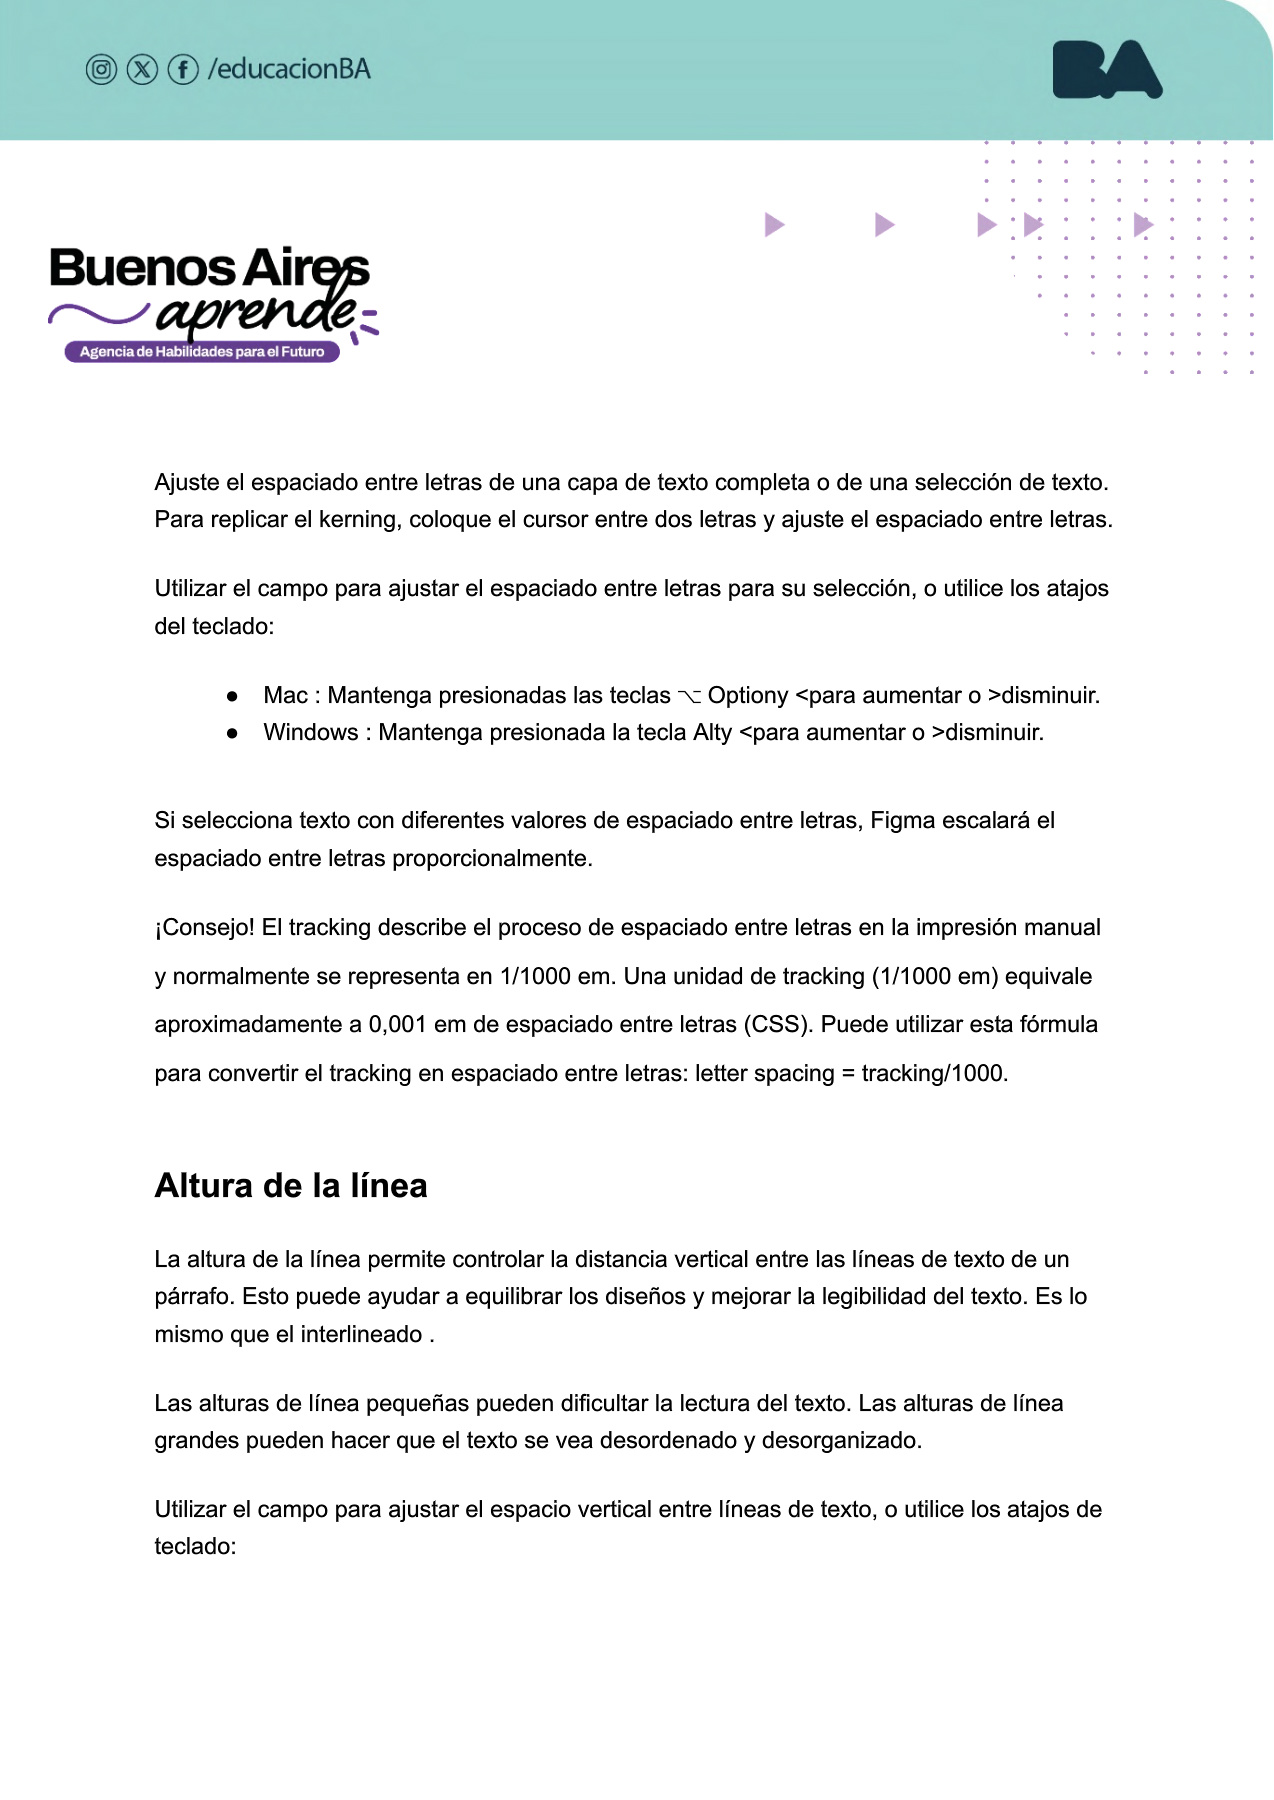 /educacionBA
BA
Buenos Aires
aprende
Agencia de Habilidades para el Futuro
Ajuste el espaciado entre letras de una capa de texto completa o de una selección de texto.
Para replicar el kerning, coloque el cursor entre dos letras y ajuste el espaciado entre letras.
Utilizar el campo para ajustar el espaciado entre letras para su selección, o utilice los atajos
del teclado:
● Mac : Mantenga presionadas las teclas ⌥ Optiony <para aumentar o >disminuir.
● Windows : Mantenga presionada la tecla Alty <para aumentar o >disminuir.
Si selecciona texto con diferentes valores de espaciado entre letras, Figma escalará el
espaciado entre letras proporcionalmente.
¡Consejo! El tracking describe el proceso de espaciado entre letras en la impresión manual
y normalmente se representa en 1/1000 em. Una unidad de tracking (1/1000 em) equivale
aproximadamente a 0,001 em de espaciado entre letras (CSS). Puede utilizar esta fórmula
para convertir el tracking en espaciado entre letras: letter spacing = tracking/1000.
Altura de la línea
La altura de la línea permite controlar la distancia vertical entre las líneas de texto de un
párrafo. Esto puede ayudar a equilibrar los diseños y mejorar la legibilidad del texto. Es lo
mismo que el interlineado .
Las alturas de línea pequeñas pueden dificultar la lectura del texto. Las alturas de línea
grandes pueden hacer que el texto se vea desordenado y desorganizado.
Utilizar el campo para ajustar el espacio vertical entre líneas de texto, o utilice los atajos de
teclado: